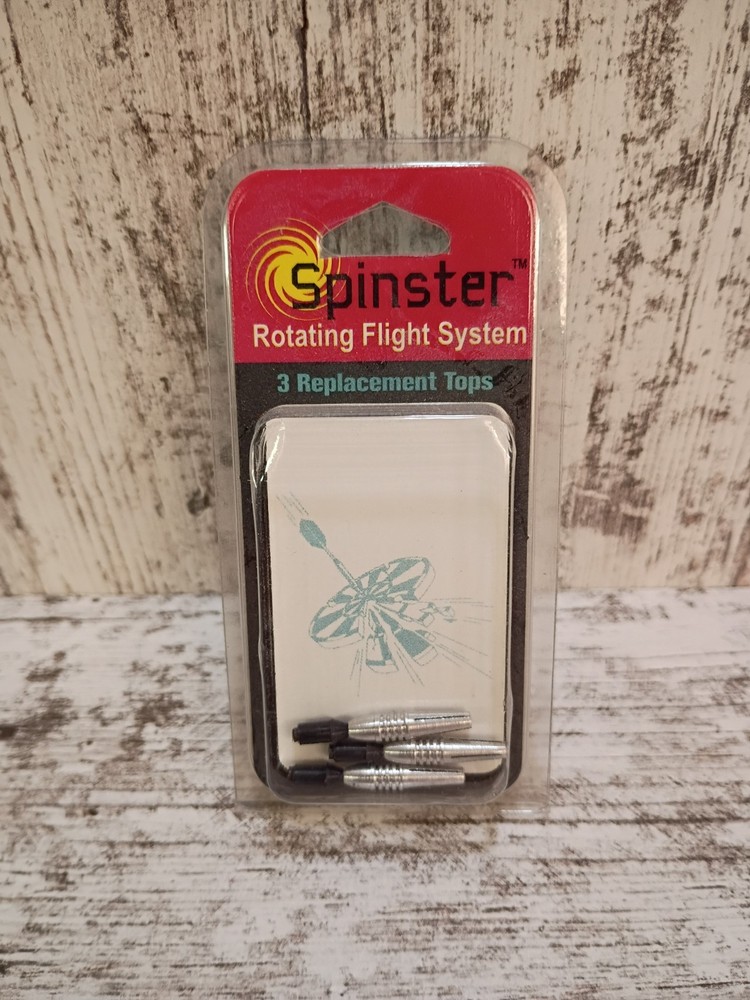 Spinster™
Rotating Flight System
3 Replacement Tops